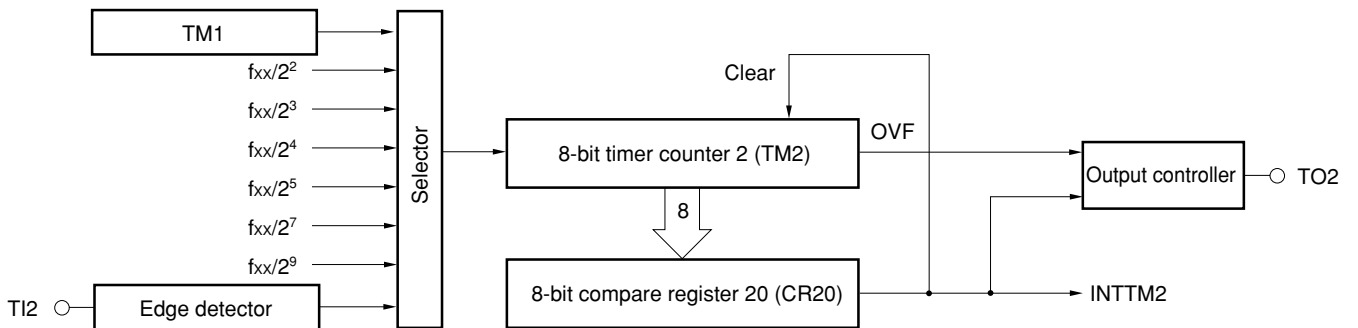 TM1
fxx/2²
fxx/2³
fxx/2⁴
fxx/2⁵
fxx/2⁷
fxx/2⁹
TI2
Edge detector
Selector
Clear
8-bit timer counter 2 (TM2)
OVF
8
8-bit compare register 20 (CR20)
Output controller
TO2
INTTM2